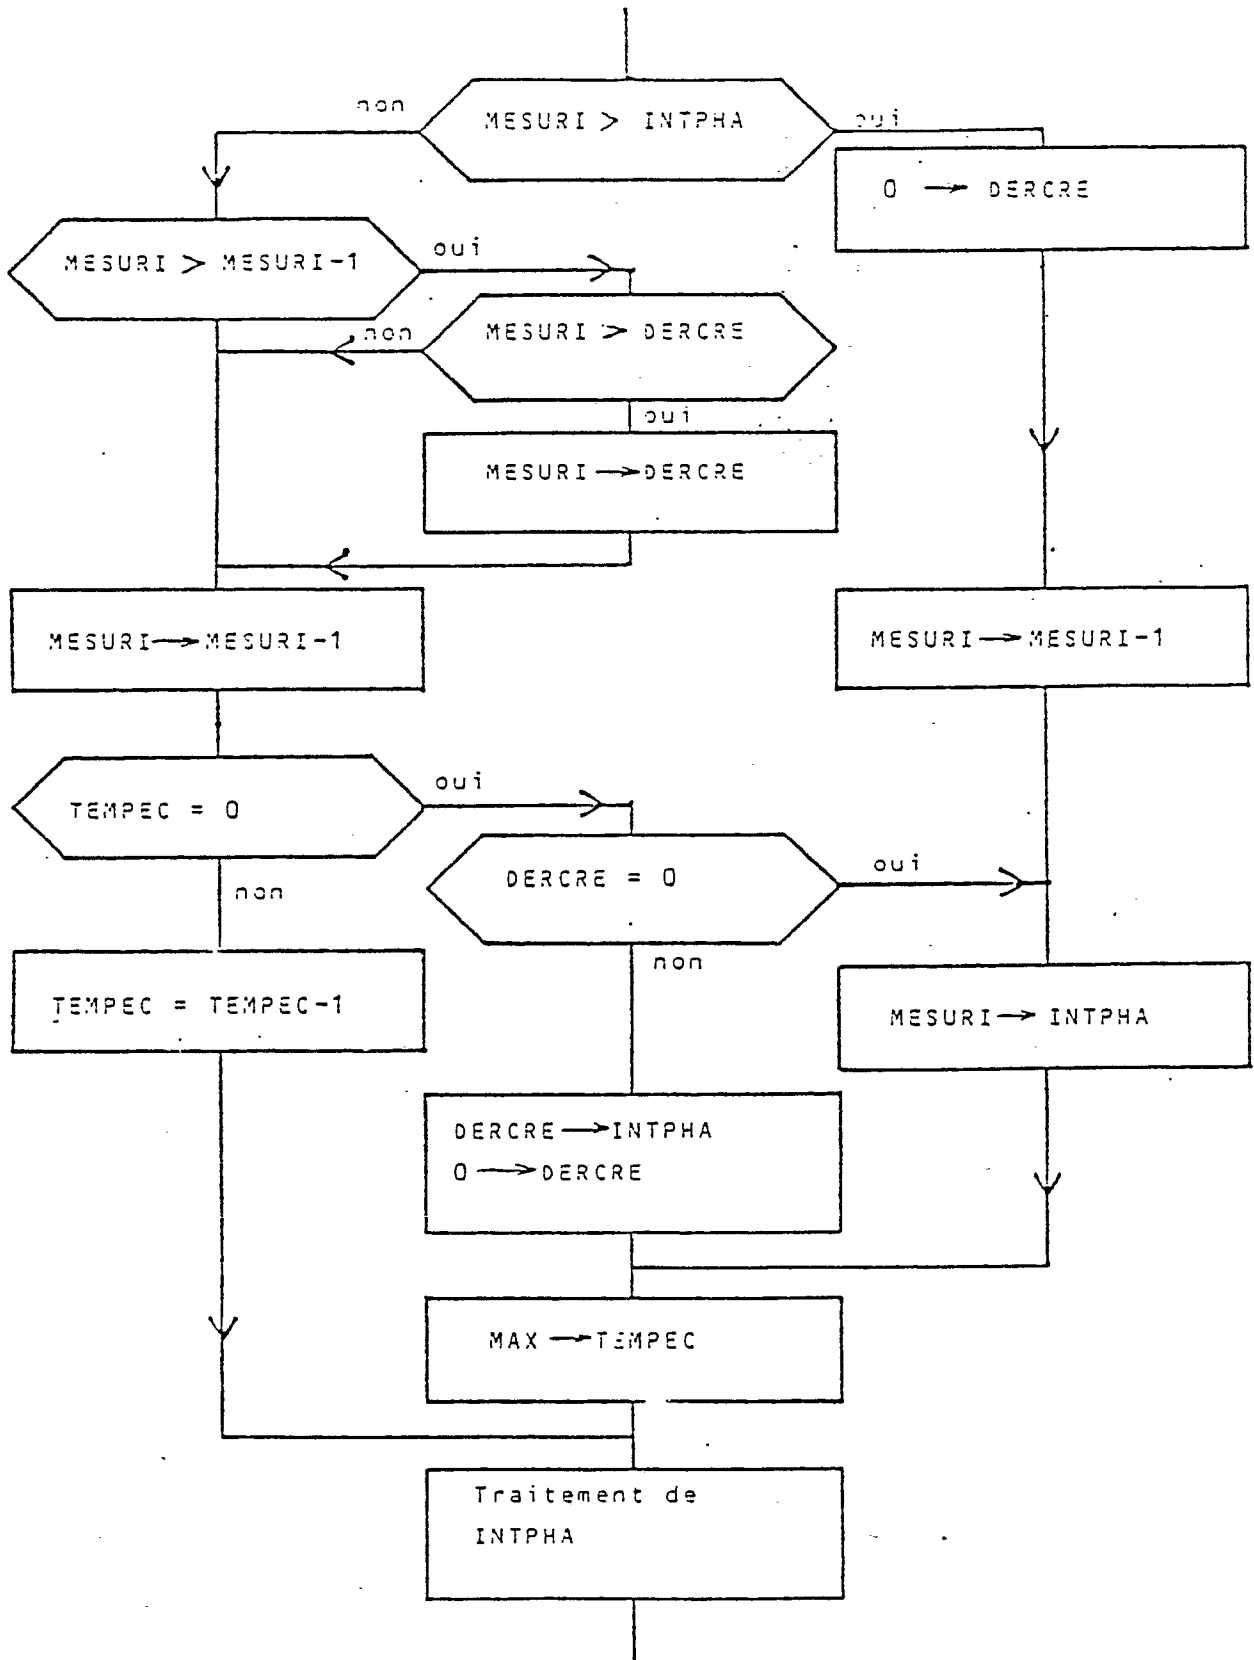 non
MESURI > INTPHA
oui
0 → DERCRE
MESURI > MESURI-1
oui
non
MESURI > DERCRE
oui
MESURI → DERCRE
MESURI → MESURI-1
MESURI → MESURI-1
TEMPEC = 0
oui
non
DERCRE = 0
oui
non
TEMPEC = TEMPEC-1
MESURI → INTPHA
DERCRE → INTPHA
0 → DERCRE
MAX → TEMPEC
Traitement de
INTPHA